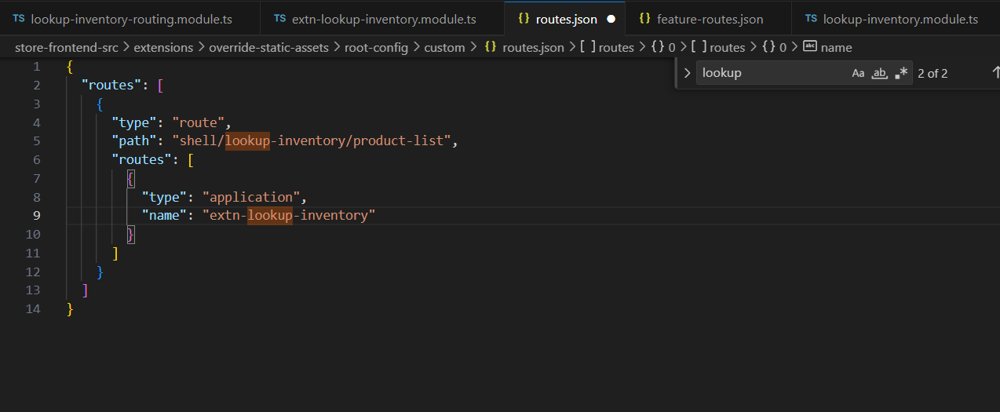 TS lookup-inventory-routing.module.ts TS extn-lookup-inventory.module.ts {} routes.json ● {} feature-routes.json TS lookup-inventory.module.ts
store-frontend-src > extensions > override-static-assets > root-config > custom > {} routes.json > [ ] routes > {} 0 > [ ] routes > {} 0 > abc name
> lookup Aa ab .* 2 of 2 ↑
1 {
2 "routes": [
3 {
4 "type": "route",
5 "path": "shell/lookup-inventory/product-list",
6 "routes": [
7 {
8 "type": "application",
9 "name": "extn-lookup-inventory"
10 }
11 ]
12 }
13 ]
14 }